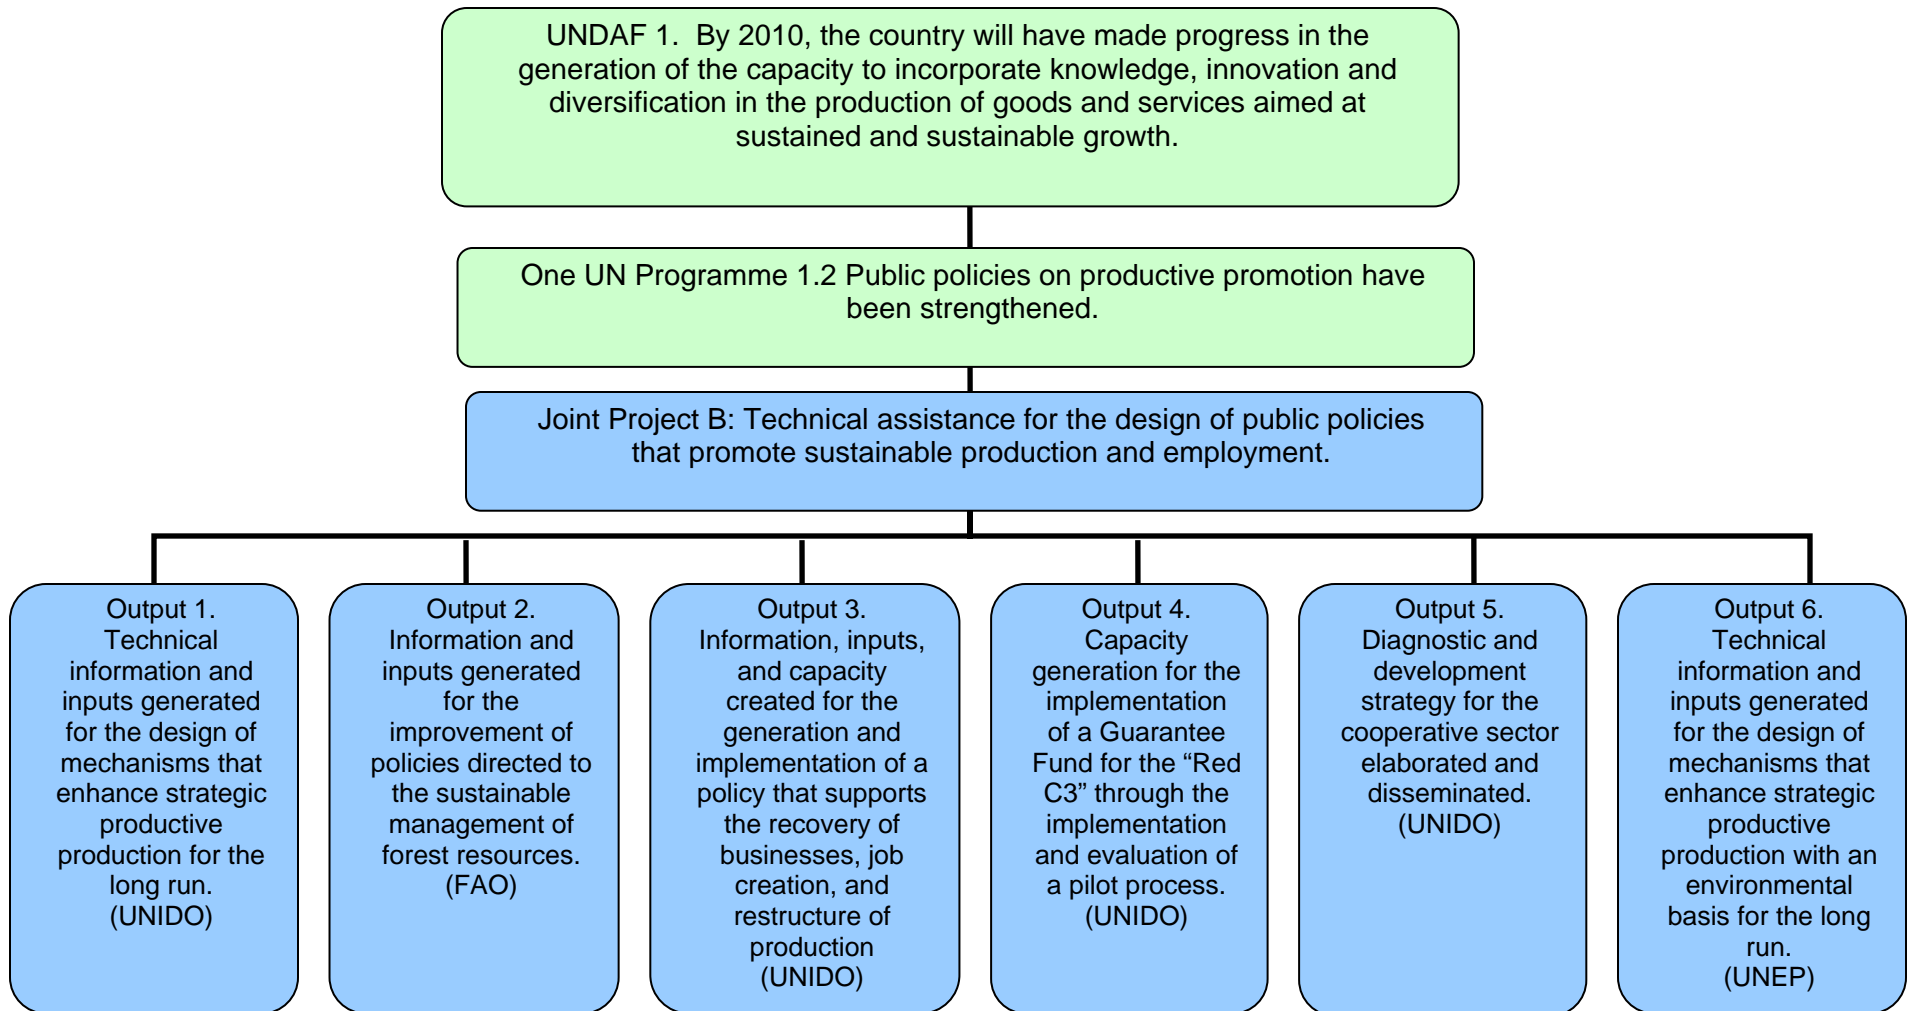 UNDAF 1.  By 2010, the country will have made progress in the
generation of the capacity to incorporate knowledge, innovation and
diversification in the production of goods and services aimed at
sustained and sustainable growth.
One UN Programme 1.2 Public policies on productive promotion have
been strengthened.
Joint Project B: Technical assistance for the design of public policies
that promote sustainable production and employment.
Output 1.
Technical
information and
inputs generated
for the design of
mechanisms that
enhance strategic
productive
production for the
long run.
(UNIDO)
Output 2.
Information and
inputs generated
for the
improvement of
policies directed to
the sustainable
management of
forest resources.
(FAO)
Output 3.
Information, inputs,
and capacity
created for the
generation and
implementation of a
policy that supports
the recovery of
businesses, job
creation, and
restructure of
production
(UNIDO)
Output 4.
Capacity
generation for the
implementation
of a Guarantee
Fund for the “Red
C3” through the
implementation
and evaluation of
a pilot process.
(UNIDO)
Output 5.
Diagnostic and
development
strategy for the
cooperative sector
elaborated and
disseminated.
(UNIDO)
Output 6.
Technical
information and
inputs generated
for the design of
mechanisms that
enhance strategic
productive
production with an
environmental
basis for the long
run.
(UNEP)